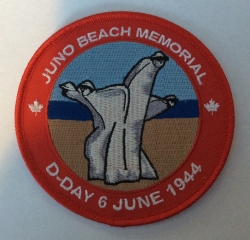 JUNO BEACH MEMORIAL
D-DAY 6 JUNE 1944